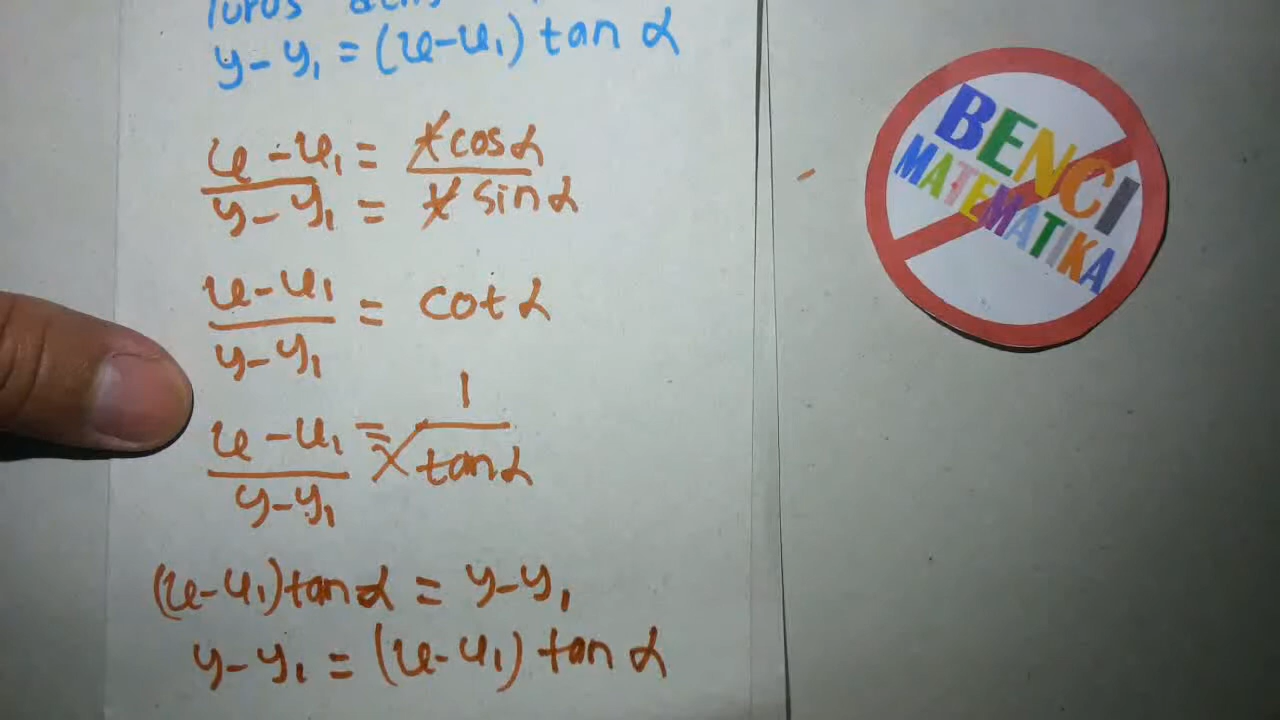 y-y₁ = (x-x₁) tan α
x-x₁ = r cos α
y-y₁ = r sin α
x-x₁ = cot α
y-y₁
1
x-x₁ =
y-y₁ tan α
(x-x₁) tan α = y-y₁
y-y₁ = (x-x₁) tan α
BENCI
MATEMATIKA